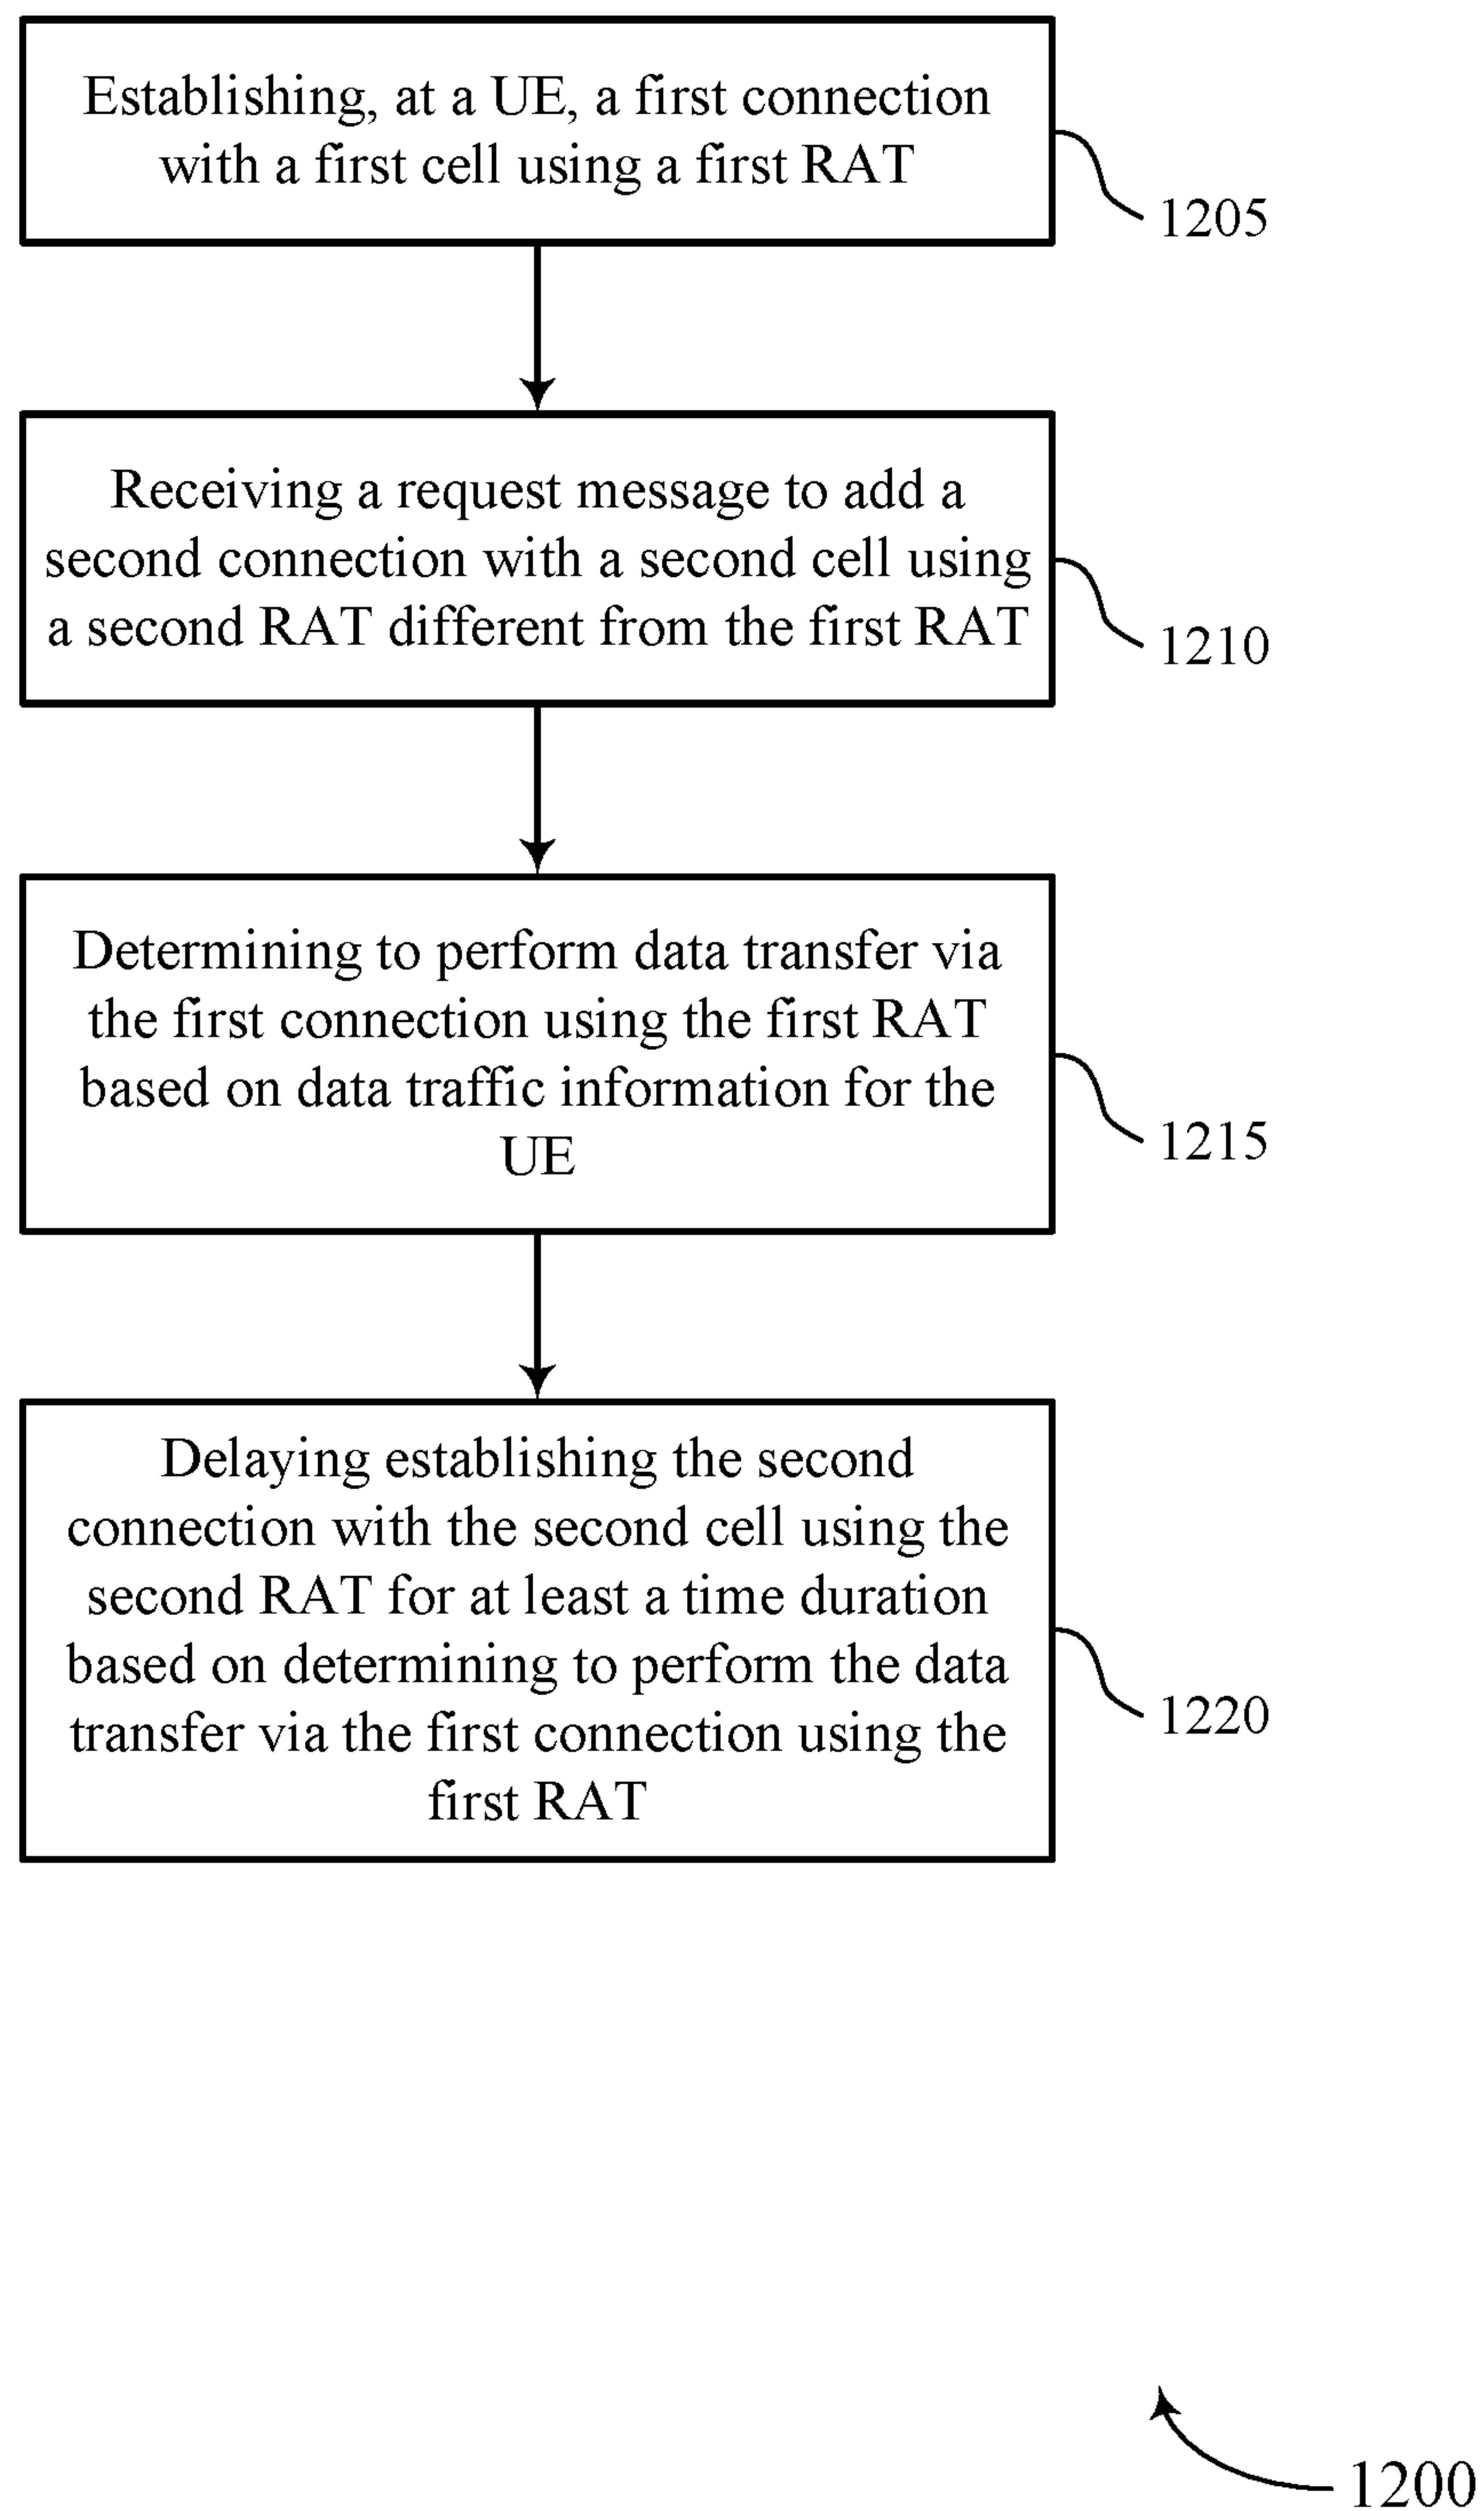 Establishing, at a UE, a first connection
with a first cell using a first RAT
1205
Receiving a request message to add a
second connection with a second cell using
a second RAT different from the first RAT
1210
Determining to perform data transfer via
the first connection using the first RAT
based on data traffic information for the
UE
1215
Delaying establishing the second
connection with the second cell using the
second RAT for at least a time duration
based on determining to perform the data
transfer via the first connection using the
first RAT
1220
1200